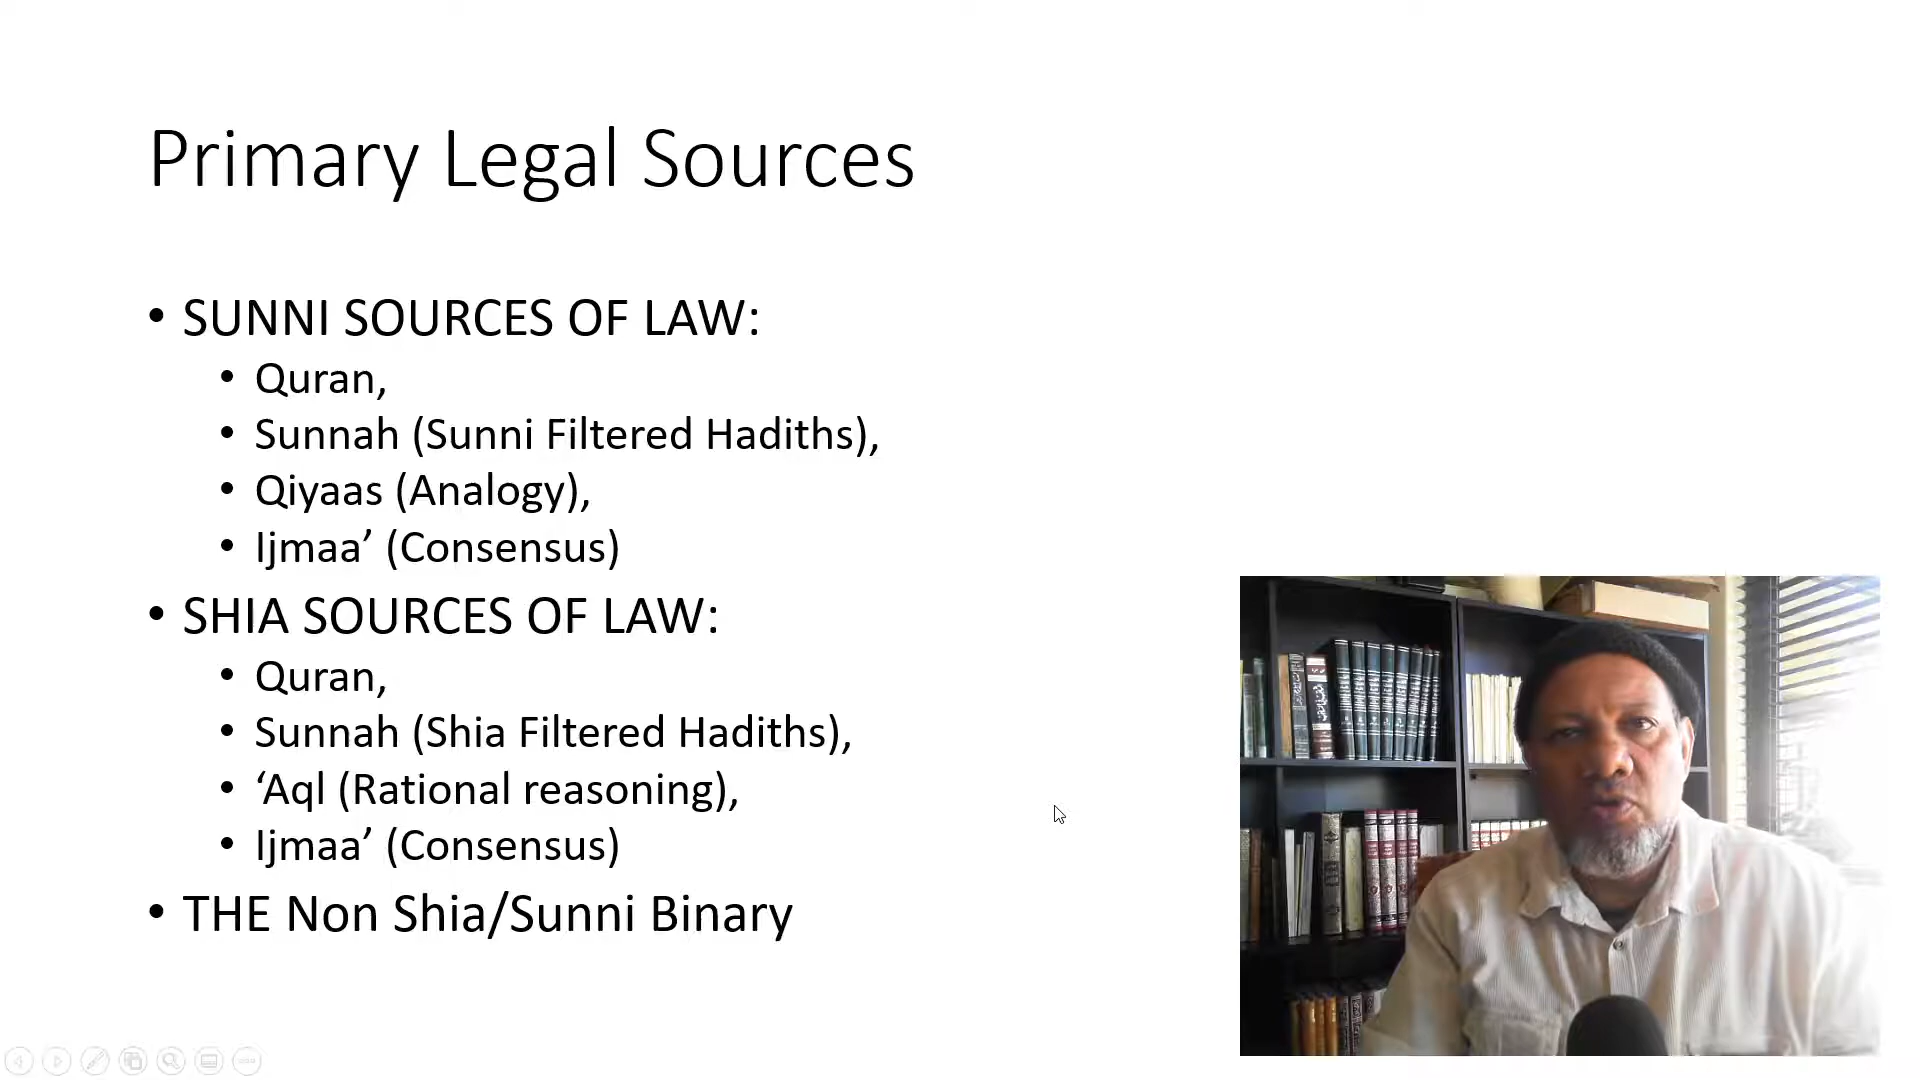 Primary Legal Sources
• SUNNI SOURCES OF LAW:
• Quran,
• Sunnah (Sunni Filtered Hadiths),
• Qiyaas (Analogy),
• Ijmaa’ (Consensus)
• SHIA SOURCES OF LAW:
• Quran,
• Sunnah (Shia Filtered Hadiths),
• ‘Aql (Rational reasoning),
• Ijmaa’ (Consensus)
• THE Non Shia/Sunni Binary